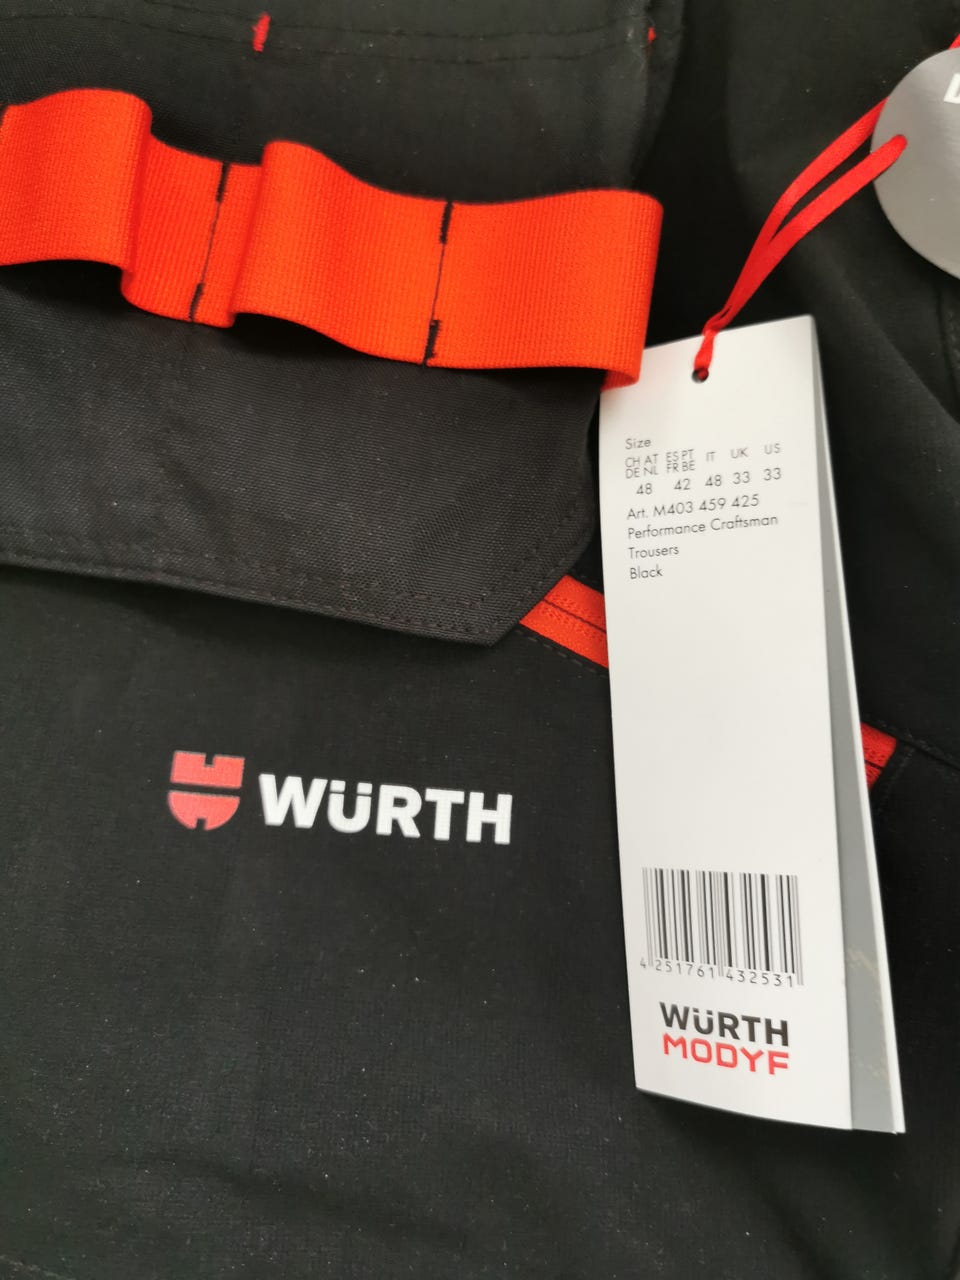 Size
CH AT ES PT IT UK US
DE NL FR BE
48 42 48 33 33
Art. M403 459 425
Performance Craftsman
Trousers
Black
WÜRTH
4 251761 432531
WÜRTH
MODYF